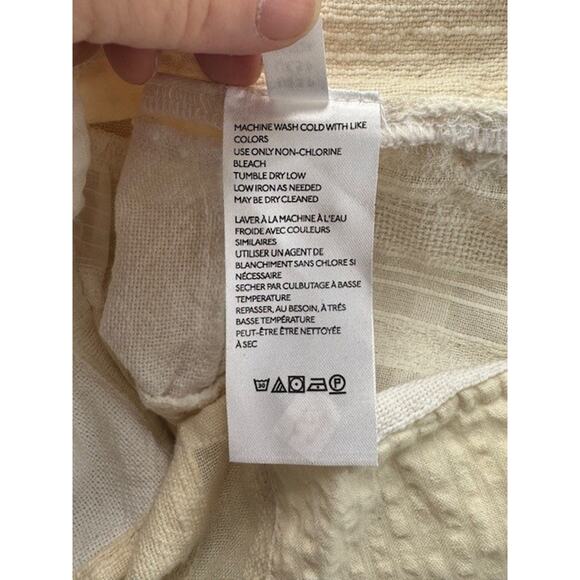 MACHINE WASH COLD WITH LIKE
COLORS
USE ONLY NON-CHLORINE
BLEACH
TUMBLE DRY LOW
LOW IRON AS NEEDED
MAY BE DRY CLEANED
LAVER À LA MACHINE À L'EAU
FROIDE AVEC COULEURS
SIMILAIRES
UTILISER UN AGENT DE
BLANCHIMENT SANS CHLORE SI
NÉCESSAIRE
SECHER PAR CULBUTAGE À BASSE
TEMPERATURE
REPASSER, AU BESOIN, À TRÉS
BASSE TEMPÉRATURE
PEUT-ÊTRE ÊTRE NETTOYÉE
À SEC
30 P